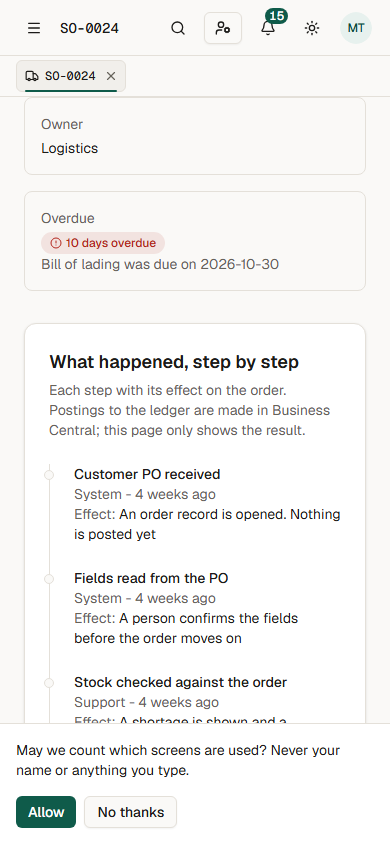 SO-0024
15
MT
SO-0024
Owner
Logistics
Overdue
10 days overdue
Bill of lading was due on 2026-10-30
What happened, step by step
Each step with its effect on the order.
Postings to the ledger are made in Business
Central; this page only shows the result.
Customer PO received
System - 4 weeks ago
Effect: An order record is opened. Nothing
is posted yet
Fields read from the PO
System - 4 weeks ago
Effect: A person confirms the fields
before the order moves on
Stock checked against the order
Support - 4 weeks ago
Effect: A shortage is shown and a
May we count which screens are used? Never your
name or anything you type.
Allow
No thanks